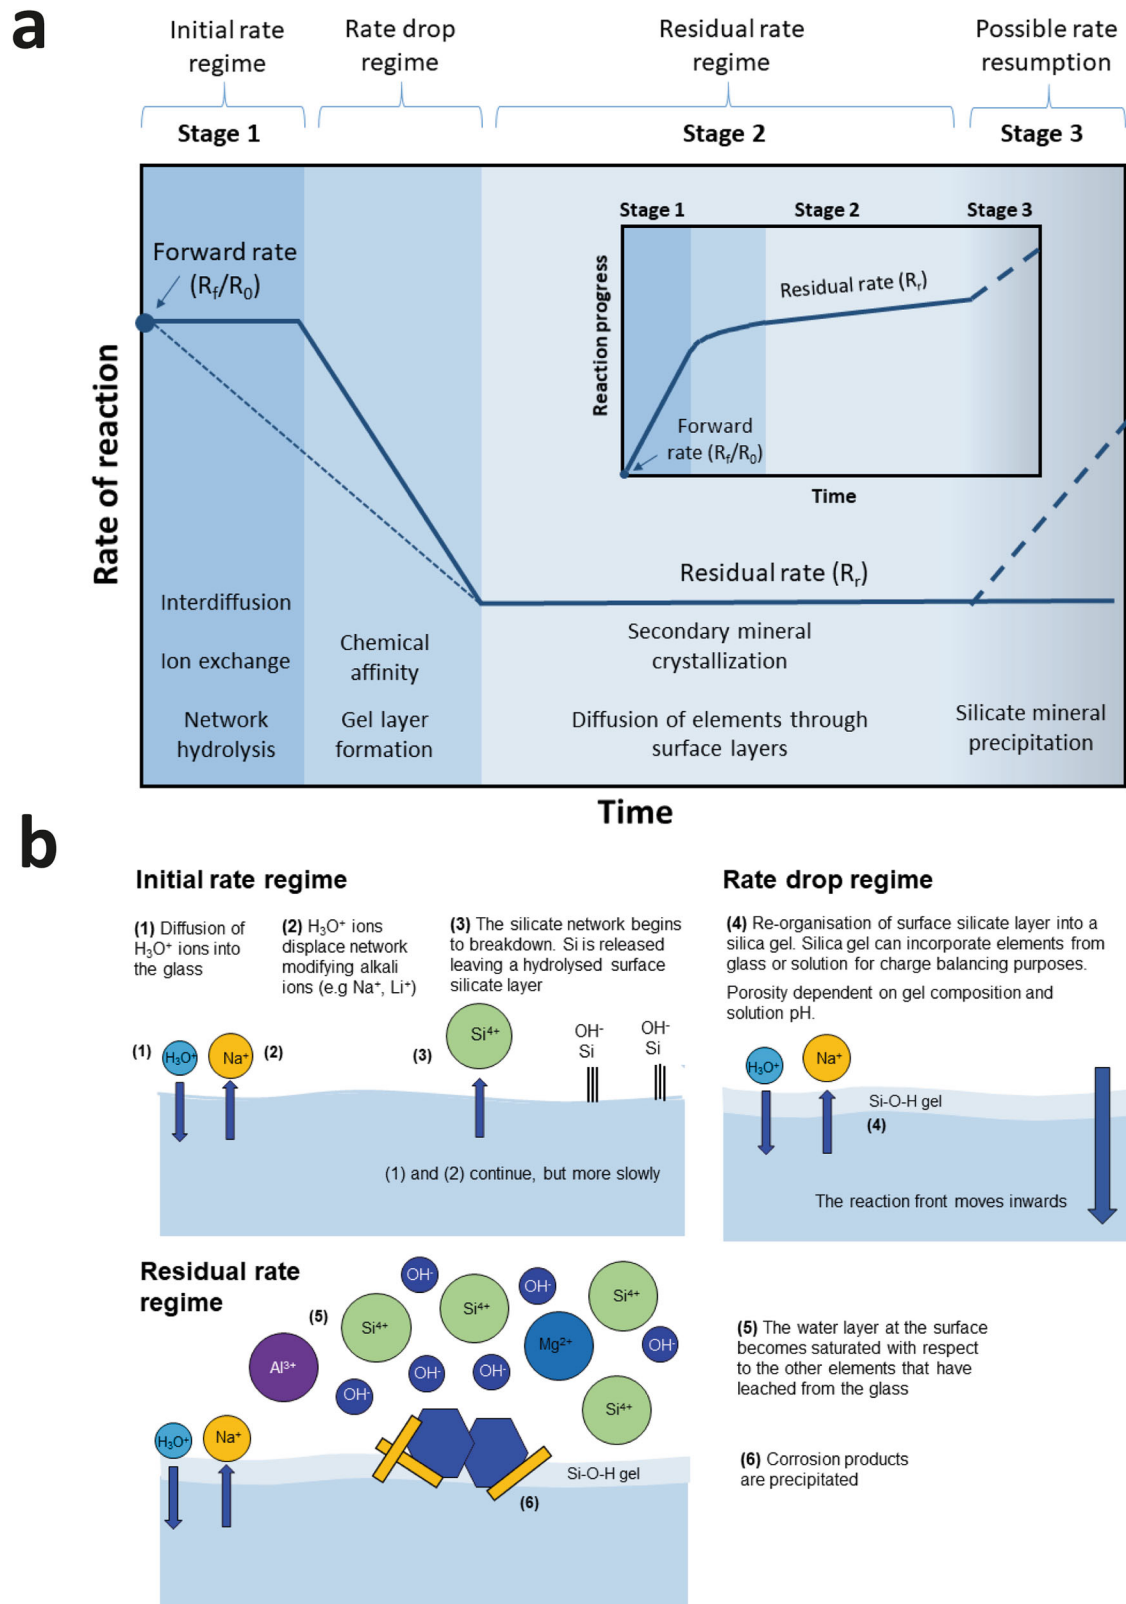 a
Initial rate
regime
Rate drop
regime
Residual rate
regime
Possible rate
resumption
Stage 1
Stage 2
Stage 3
Forward rate
(Rf/R0)
Rate of reaction
Stage 1
Stage 2
Stage 3
Reaction progress
Residual rate (Rr)
Forward
rate (Rf/R0)
Time
Residual rate (Rr)
Interdiffusion
Ion exchange
Network
hydrolysis
Chemical
affinity
Gel layer
formation
Secondary mineral
crystallization
Diffusion of elements through
surface layers
Silicate mineral
precipitation
Time
b
Initial rate regime
(1) Diffusion of
H3O+ ions into
the glass
(2) H3O+ ions
displace network
modifying alkali
ions (e.g Na+, Li+)
(3) The silicate network begins
to breakdown. Si is released
leaving a hydrolysed surface
silicate layer
(1)
H3O+
Na+
(2)
(3)
Si4+
OH-
Si
OH-
Si
(1) and (2) continue, but more slowly
Rate drop regime
(4) Re-organisation of surface silicate layer into a
silica gel. Silica gel can incorporate elements from
glass or solution for charge balancing purposes.
Porosity dependent on gel composition and
solution pH.
H3O+
Na+
Si-O-H gel
(4)
The reaction front moves inwards
Residual rate
regime
(5)
OH-
Si4+
Si4+
OH-
Si4+
Al3+
OH-
OH-
OH-
Mg2+
OH-
Si4+
H3O+
Na+
Si-O-H gel
(6)
(5) The water layer at the surface
becomes saturated with respect
to the other elements that have
leached from the glass
(6) Corrosion products
are precipitated